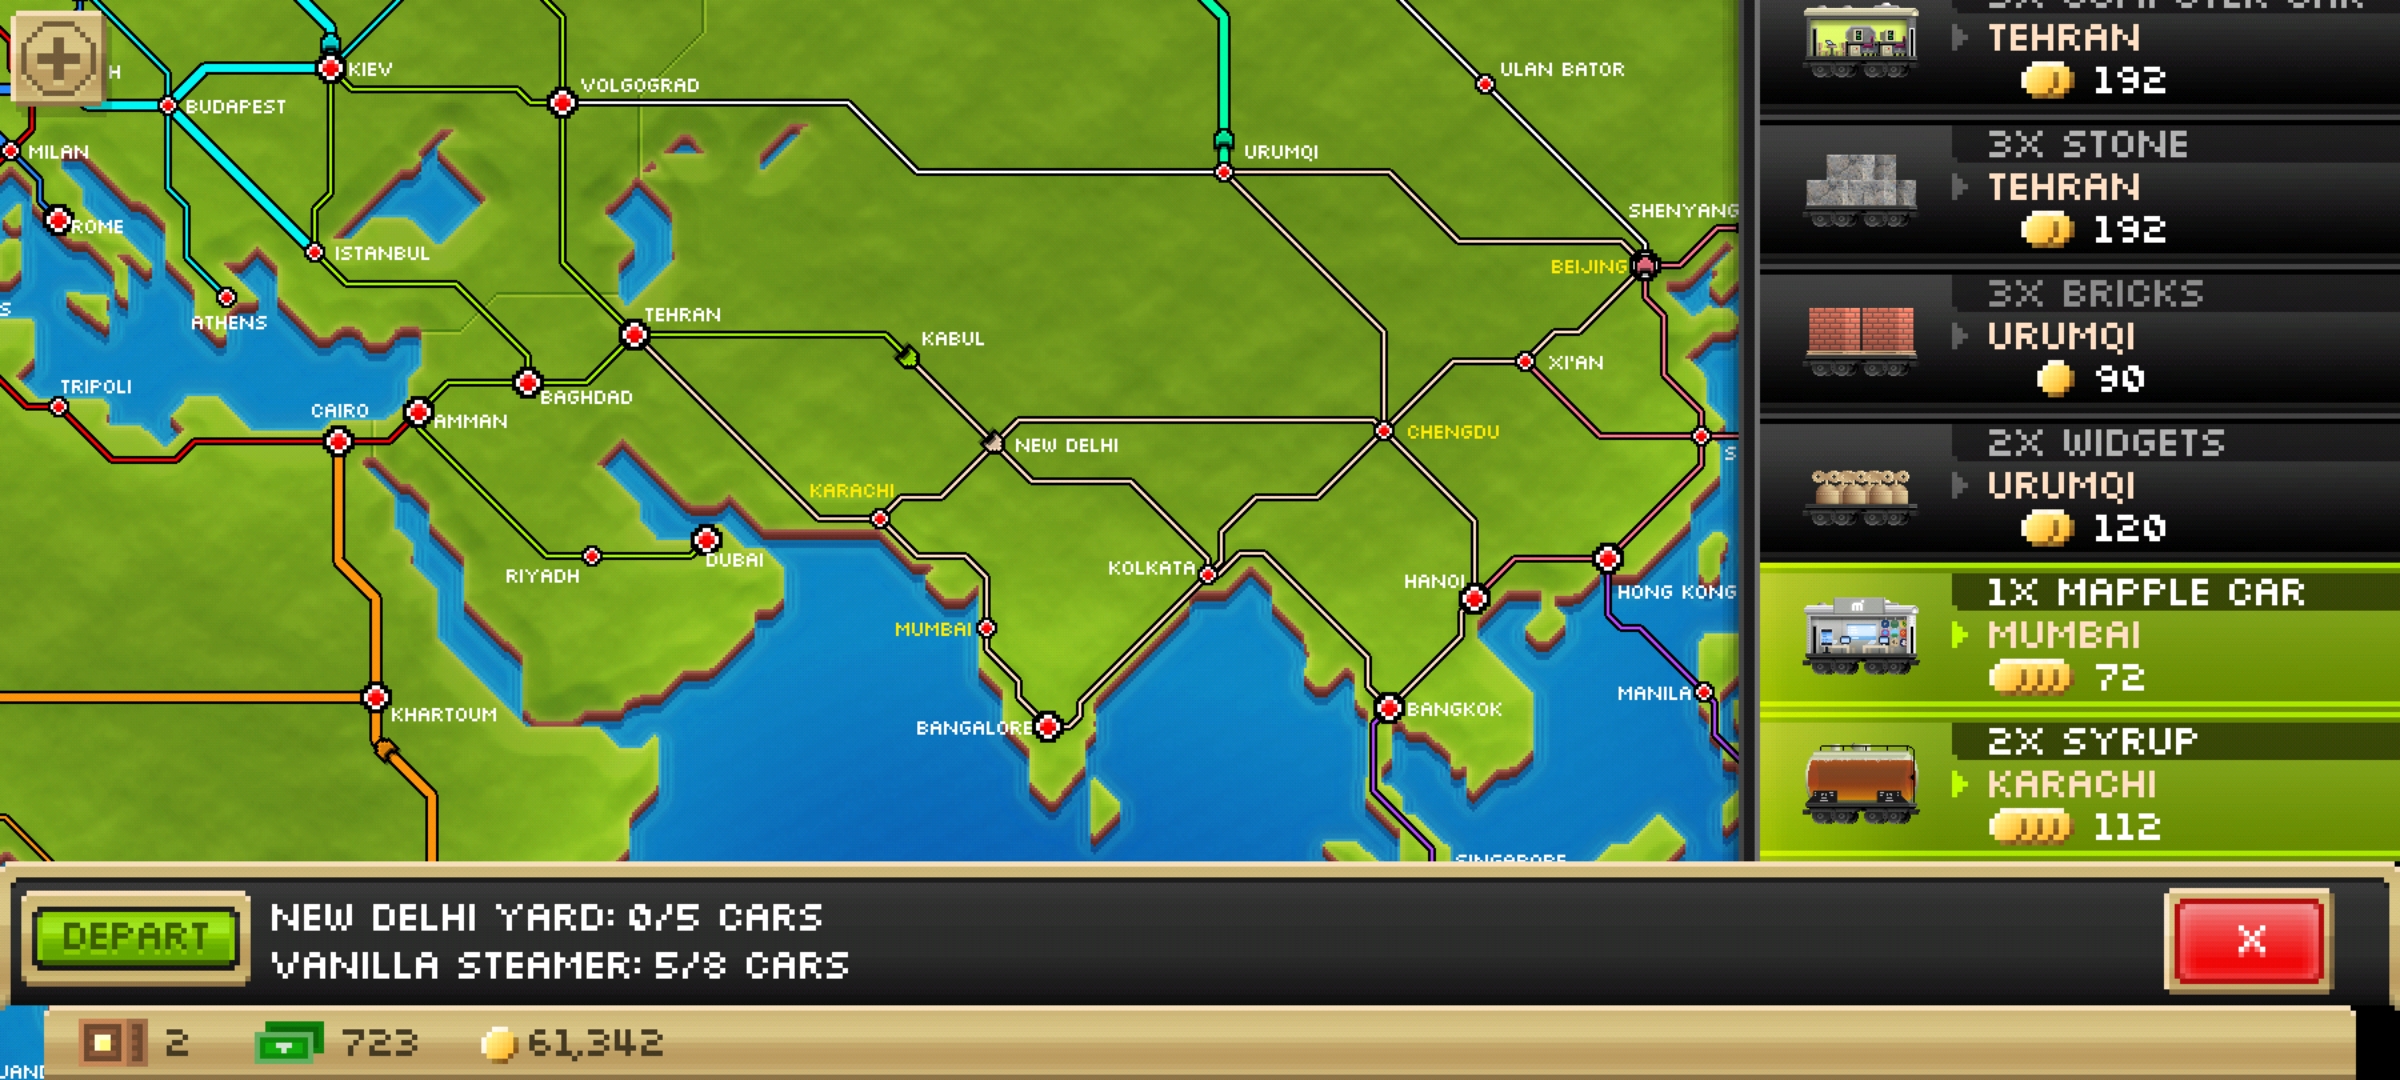 KIEV
BUDAPEST
VOLGOGRAD
ULAN BATOR
MILAN
URUMQI
SHENYANG
ROME
ISTANBUL
BEIJING
ATHENS
TEHRAN
KABUL
XI'AN
TRIPOLI
BAGHDAD
CAIRO
AMMAN
NEW DELHI
CHENGDU
KARACHI
RIYADH
DUBAI
KOLKATA
HANOI
HONG KONG
MUMBAI
MANILA
KHARTOUM
BANGALORE
BANGKOK
TEHRAN
192
3X STONE
TEHRAN
192
3X BRICKS
URUMQI
90
2X WIDGETS
URUMQI
120
1X MAPPLE CAR
m
MUMBAI
72
2X SYRUP
KARACHI
112
DEPART
NEW DELHI YARD: 0/5 CARS
VANILLA STEAMER: 5/8 CARS
X
2
723
61,342